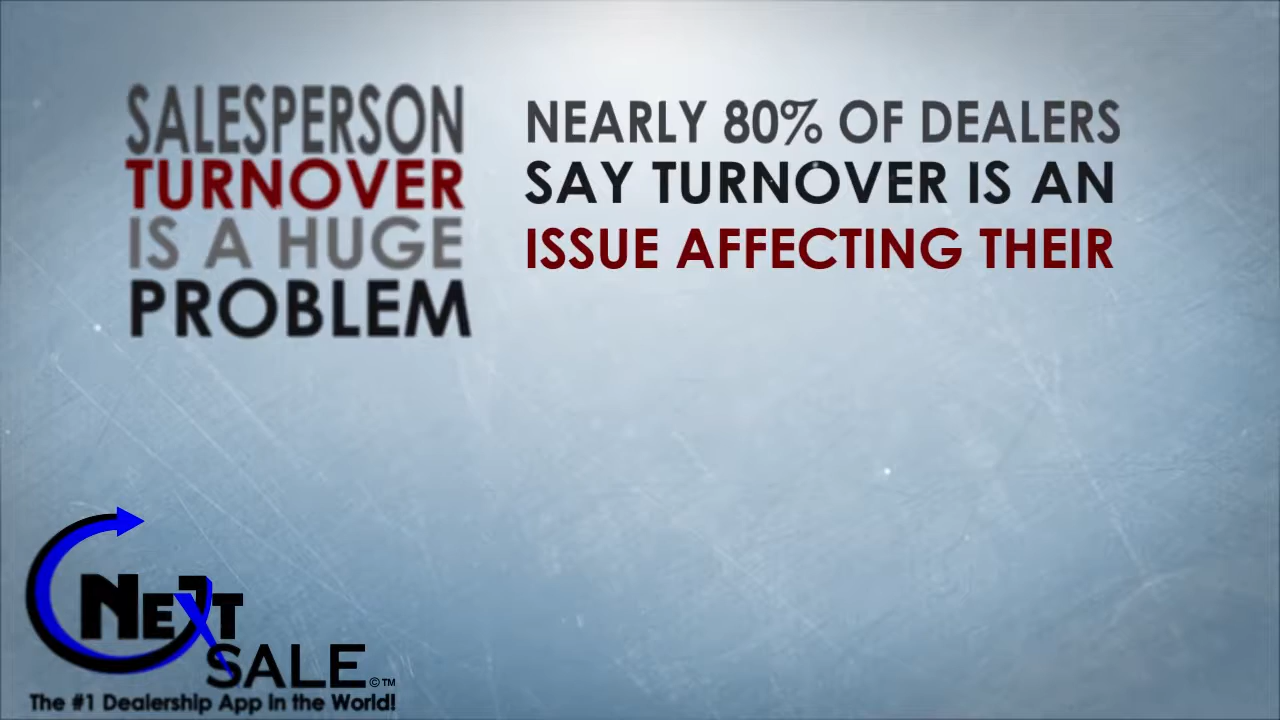 SALESPERSON
TURNOVER
IS A HUGE
PROBLEM
NEARLY 80% OF DEALERS
SAY TURNOVER IS AN
ISSUE AFFECTING THEIR
NEXT
SALE ©™
The #1 Dealership App in the World!